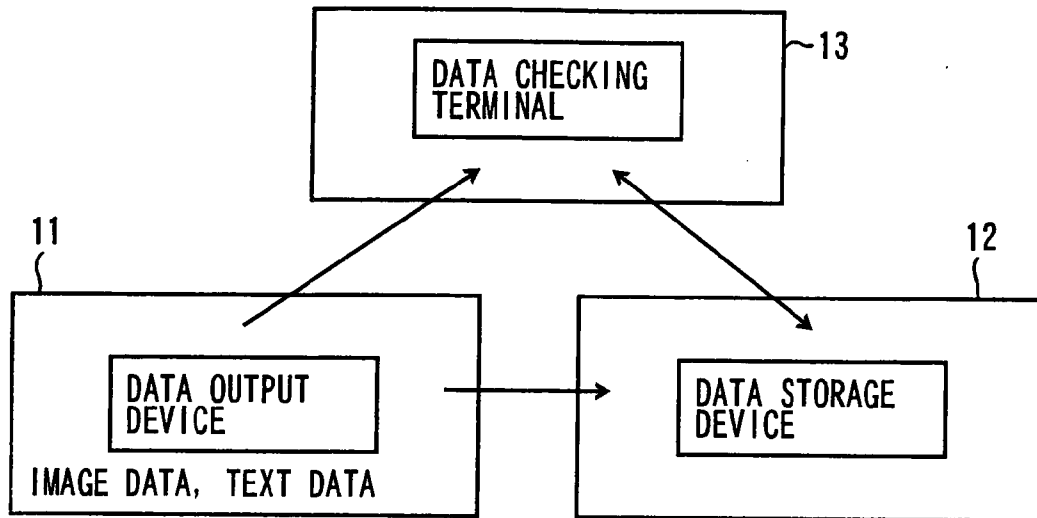 DATA CHECKING
TERMINAL
13
11
12
DATA OUTPUT
DEVICE
IMAGE DATA, TEXT DATA
DATA STORAGE
DEVICE